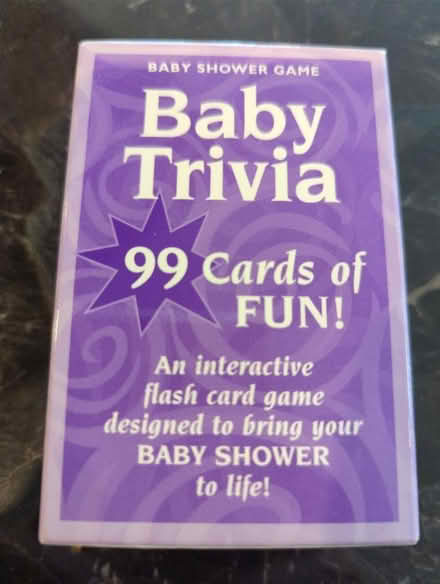 BABY SHOWER GAME
Baby
Trivia
99 Cards of
FUN!
An interactive
flash card game
designed to bring your
BABY SHOWER
to life!